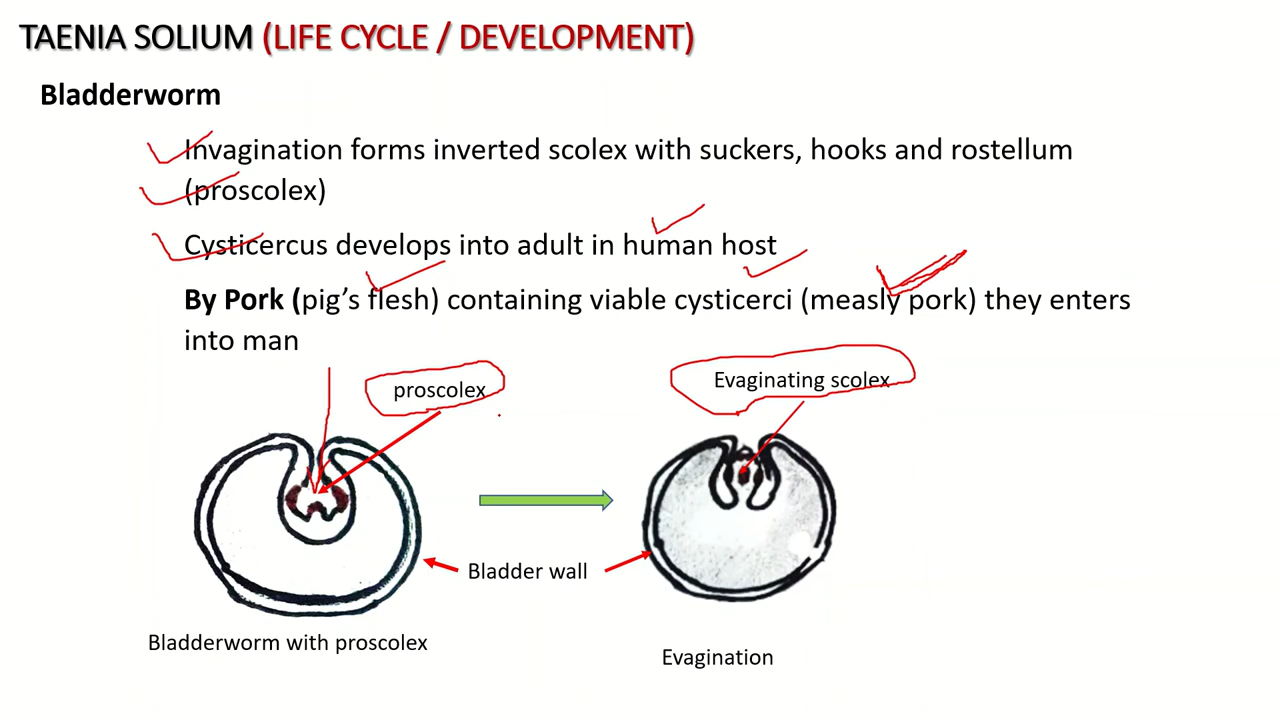 TAENIA SOLIUM (LIFE CYCLE / DEVELOPMENT)
Bladderworm
Invagination forms inverted scolex with suckers, hooks and rostellum
(proscolex)
Cysticercus develops into adult in human host
By Pork (pig’s flesh) containing viable cysticerci (measly pork) they enters
into man
proscolex
Evaginating scolex
Bladder wall
Bladderworm with proscolex
Evagination